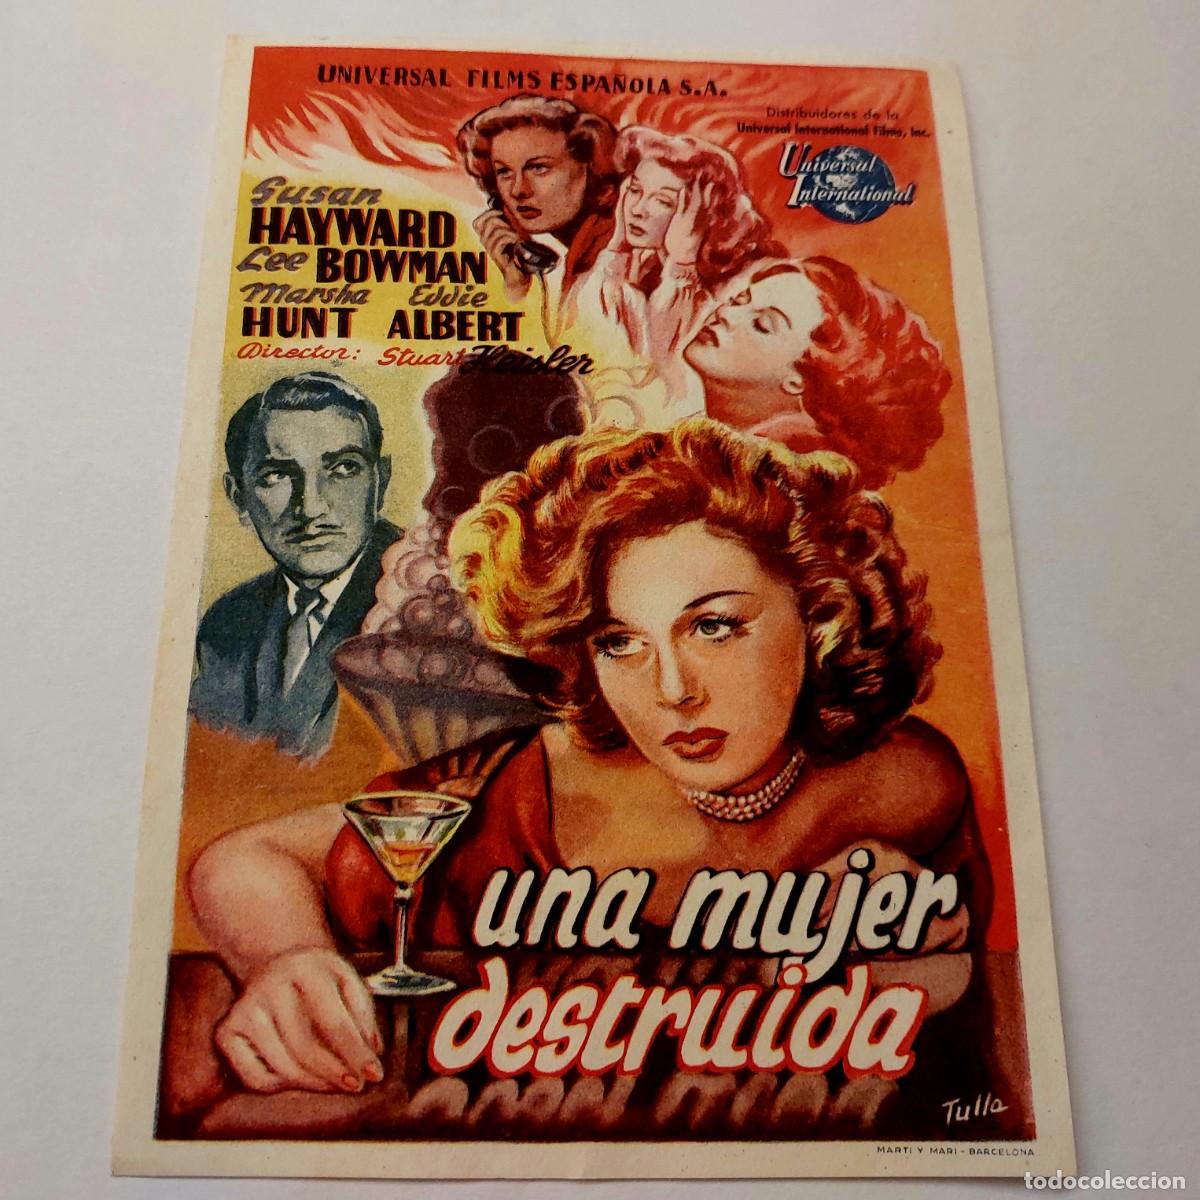 UNIVERSAL FILMS ESPAÑOLA S.A.
Distribuidores de la
Universal International Films, Inc.
Universal
International
Susan
HAYWARD
Lee BOWMAN
Marsha Eddie
HUNT ALBERT
Director: Stuart Heisler
una mujer
destruida
Tulla
MARTI Y MARI - BARCELONA
todocoleccion